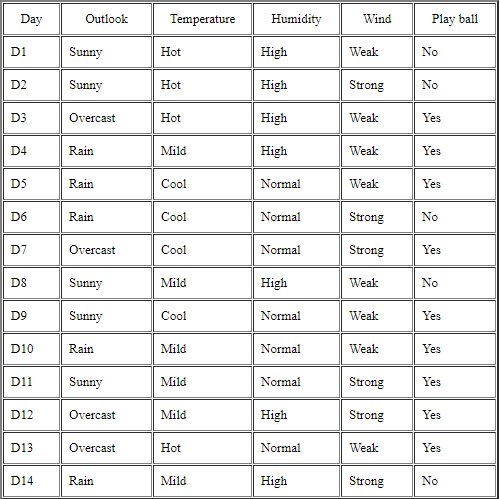 Day Outlook Temperature Humidity Wind Play ball
D1 Sunny Hot High Weak No
D2 Sunny Hot High Strong No
D3 Overcast Hot High Weak Yes
D4 Rain Mild High Weak Yes
D5 Rain Cool Normal Weak Yes
D6 Rain Cool Normal Strong No
D7 Overcast Cool Normal Strong Yes
D8 Sunny Mild High Weak No
D9 Sunny Cool Normal Weak Yes
D10 Rain Mild Normal Weak Yes
D11 Sunny Mild Normal Strong Yes
D12 Overcast Mild High Strong Yes
D13 Overcast Hot Normal Weak Yes
D14 Rain Mild High Strong No